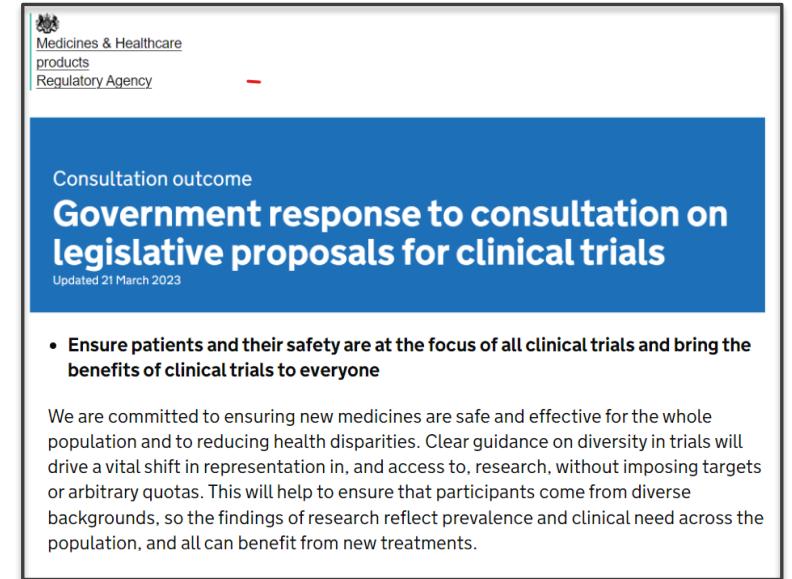 Medicines & Healthcare
products
Regulatory Agency
Consultation outcome
Government response to consultation on
legislative proposals for clinical trials
Updated 21 March 2023
• Ensure patients and their safety are at the focus of all clinical trials and bring the
benefits of clinical trials to everyone
We are committed to ensuring new medicines are safe and effective for the whole
population and to reducing health disparities. Clear guidance on diversity in trials will
drive a vital shift in representation in, and access to, research, without imposing targets
or arbitrary quotas. This will help to ensure that participants come from diverse
backgrounds, so the findings of research reflect prevalence and clinical need across the
population, and all can benefit from new treatments.